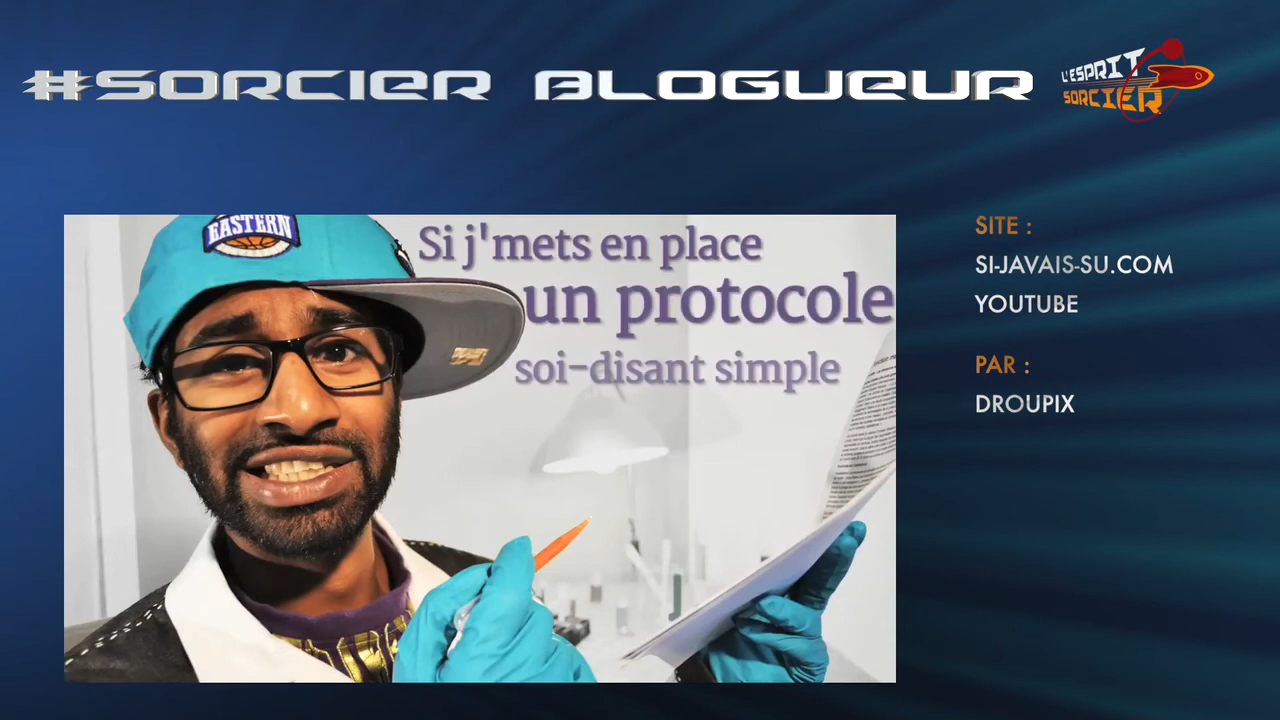 #SORCIER BLOGUEUR
L'ESPRIT
SORCIER
EASTERN
Si j'mets en place
un protocole
soi-disant simple
SITE :
SI-JAVAIS-SU.COM
YOUTUBE
PAR :
DROUPIX